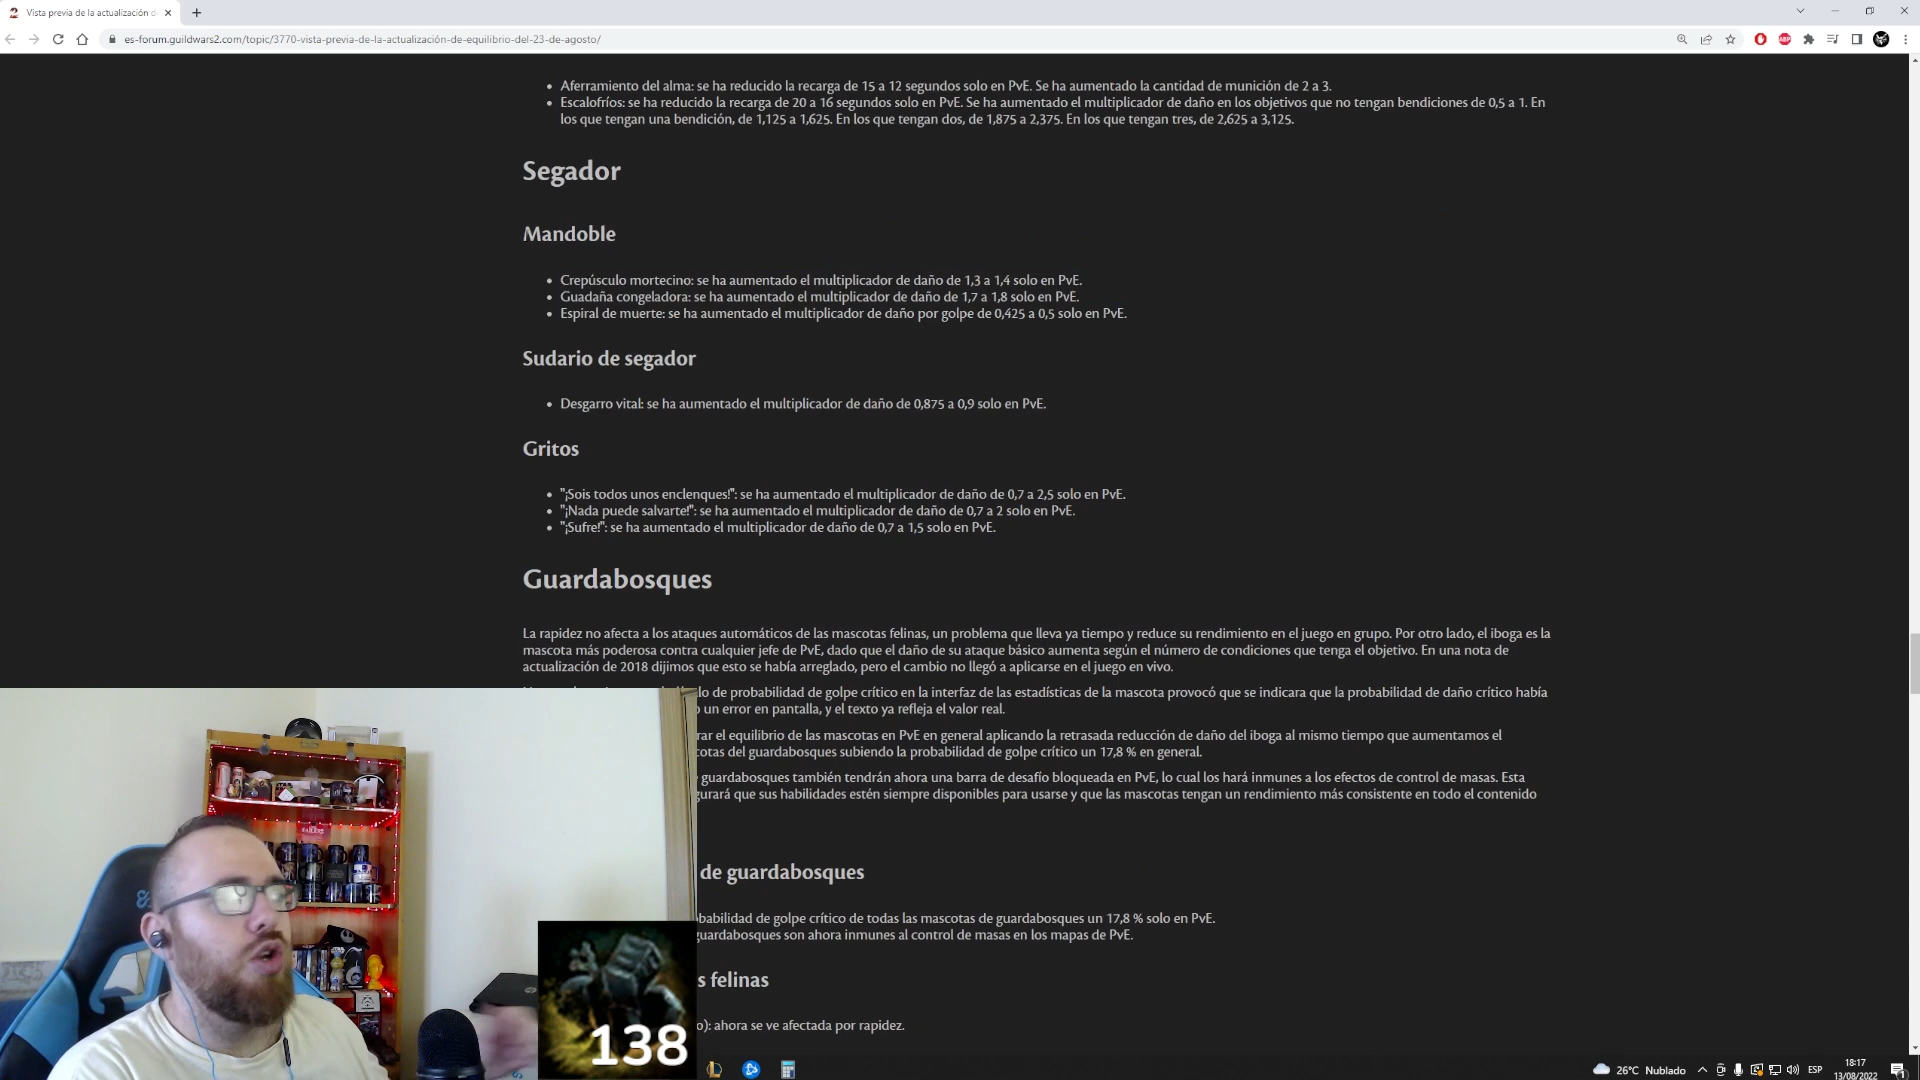 Vista previa de la actualización d
es-forum.guildwars2.com/topic/3770-vista-previa-de-la-actualización-de-equilibrio-del-23-de-agosto/
ABP
Aferramiento del alma: se ha reducido la recarga de 15 a 12 segundos solo en PvE. Se ha aumentado la cantidad de munición de 2 a 3.
Escalofríos: se ha reducido la recarga de 20 a 16 segundos solo en PvE. Se ha aumentado el multiplicador de daño en los objetivos que no tengan bendiciones de 0,5 a 1. En
los que tengan una bendición, de 1,125 a 1,625. En los que tengan dos, de 1,875 a 2,375. En los que tengan tres, de 2,625 a 3,125.
Segador
Mandoble
Crepúsculo mortecino: se ha aumentado el multiplicador de daño de 1,3 a 1,4 solo en PvE.
Guadaña congeladora: se ha aumentado el multiplicador de daño de 1,7 a 1,8 solo en PvE.
Espiral de muerte: se ha aumentado el multiplicador de daño por golpe de 0,425 a 0,5 solo en PvE.
Sudario de segador
Desgarro vital: se ha aumentado el multiplicador de daño de 0,875 a 0,9 solo en PvE.
Gritos
"¡Sois todos unos enclenques!": se ha aumentado el multiplicador de daño de 0,7 a 2,5 solo en PvE.
"¡Nada puede salvarte!": se ha aumentado el multiplicador de daño de 0,7 a 2 solo en PvE.
"¡Sufre!": se ha aumentado el multiplicador de daño de 0,7 a 1,5 solo en PvE.
Guardabosques
La rapidez no afecta a los ataques automáticos de las mascotas felinas, un problema que lleva ya tiempo y reduce su rendimiento en el juego en grupo. Por otro lado, el iboga es la
mascota más poderosa contra cualquier jefe de PvE, dado que el daño de su ataque básico aumenta según el número de condiciones que tenga el objetivo. En una nota de
actualización de 2018 dijimos que esto se había arreglado, pero el cambio no llegó a aplicarse en el juego en vivo.
lo de probabilidad de golpe crítico en la interfaz de las estadísticas de la mascota provocó que se indicara que la probabilidad de daño crítico había
un error en pantalla, y el texto ya refleja el valor real.
rar el equilibrio de las mascotas en PvE en general aplicando la retrasada reducción de daño del iboga al mismo tiempo que aumentamos el
cotas del guardabosques subiendo la probabilidad de golpe crítico un 17,8 % en general.
guardabosques también tendrán ahora una barra de desafío bloqueada en PvE, lo cual los hará inmunes a los efectos de control de masas. Esta
gurará que sus habilidades estén siempre disponibles para usarse y que las mascotas tengan un rendimiento más consistente en todo el contenido
de guardabosques
babilidad de golpe crítico de todas las mascotas de guardabosques un 17,8 % solo en PvE.
guardabosques son ahora inmunes al control de masas en los mapas de PvE.
s felinas
o): ahora se ve afectada por rapidez.
138
26°C Nublado
ESP
18:17
13/08/2022